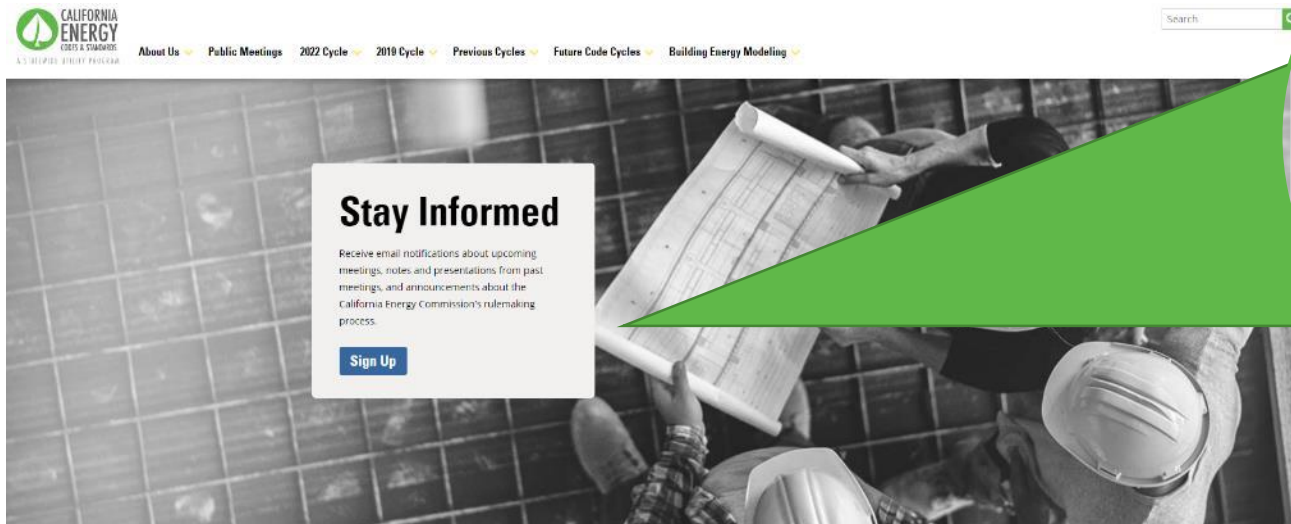 CALIFORNIA
ENERGY
CODES & STANDARDS
A STATEWIDE UTILITY PROGRAM
About Us Public Meetings 2022 Cycle 2019 Cycle Previous Cycles Future Code Cycles Building Energy Modeling
Search
Stay Informed
Receive email notifications about upcoming
meetings, notes and presentations from past
meetings, and announcements about the
California Energy Commission's rulemaking
process.
Sign Up